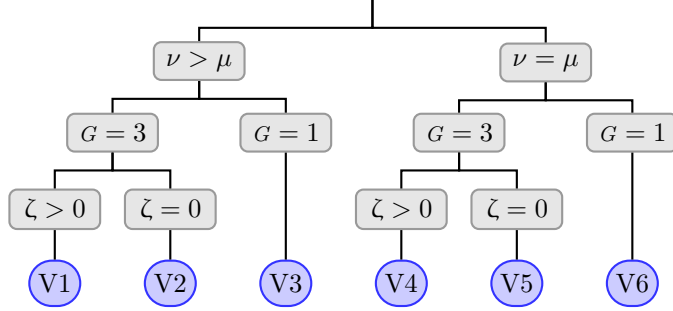 ν > μ ν = μ
G = 3 G = 1 G = 3 G = 1
ζ > 0 ζ = 0 ζ > 0 ζ = 0
V1 V2 V3 V4 V5 V6